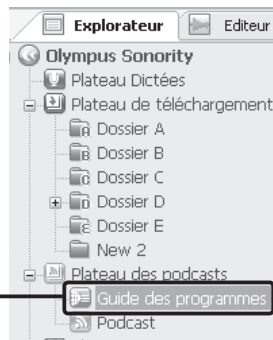 Explorateur Editeur
Olympus Sonority
Plateau Dictées
Plateau de téléchargement
Dossier A
Dossier B
Dossier C
Dossier D
Dossier E
New 2
Plateau des podcasts
Guide des programmes
Podcast